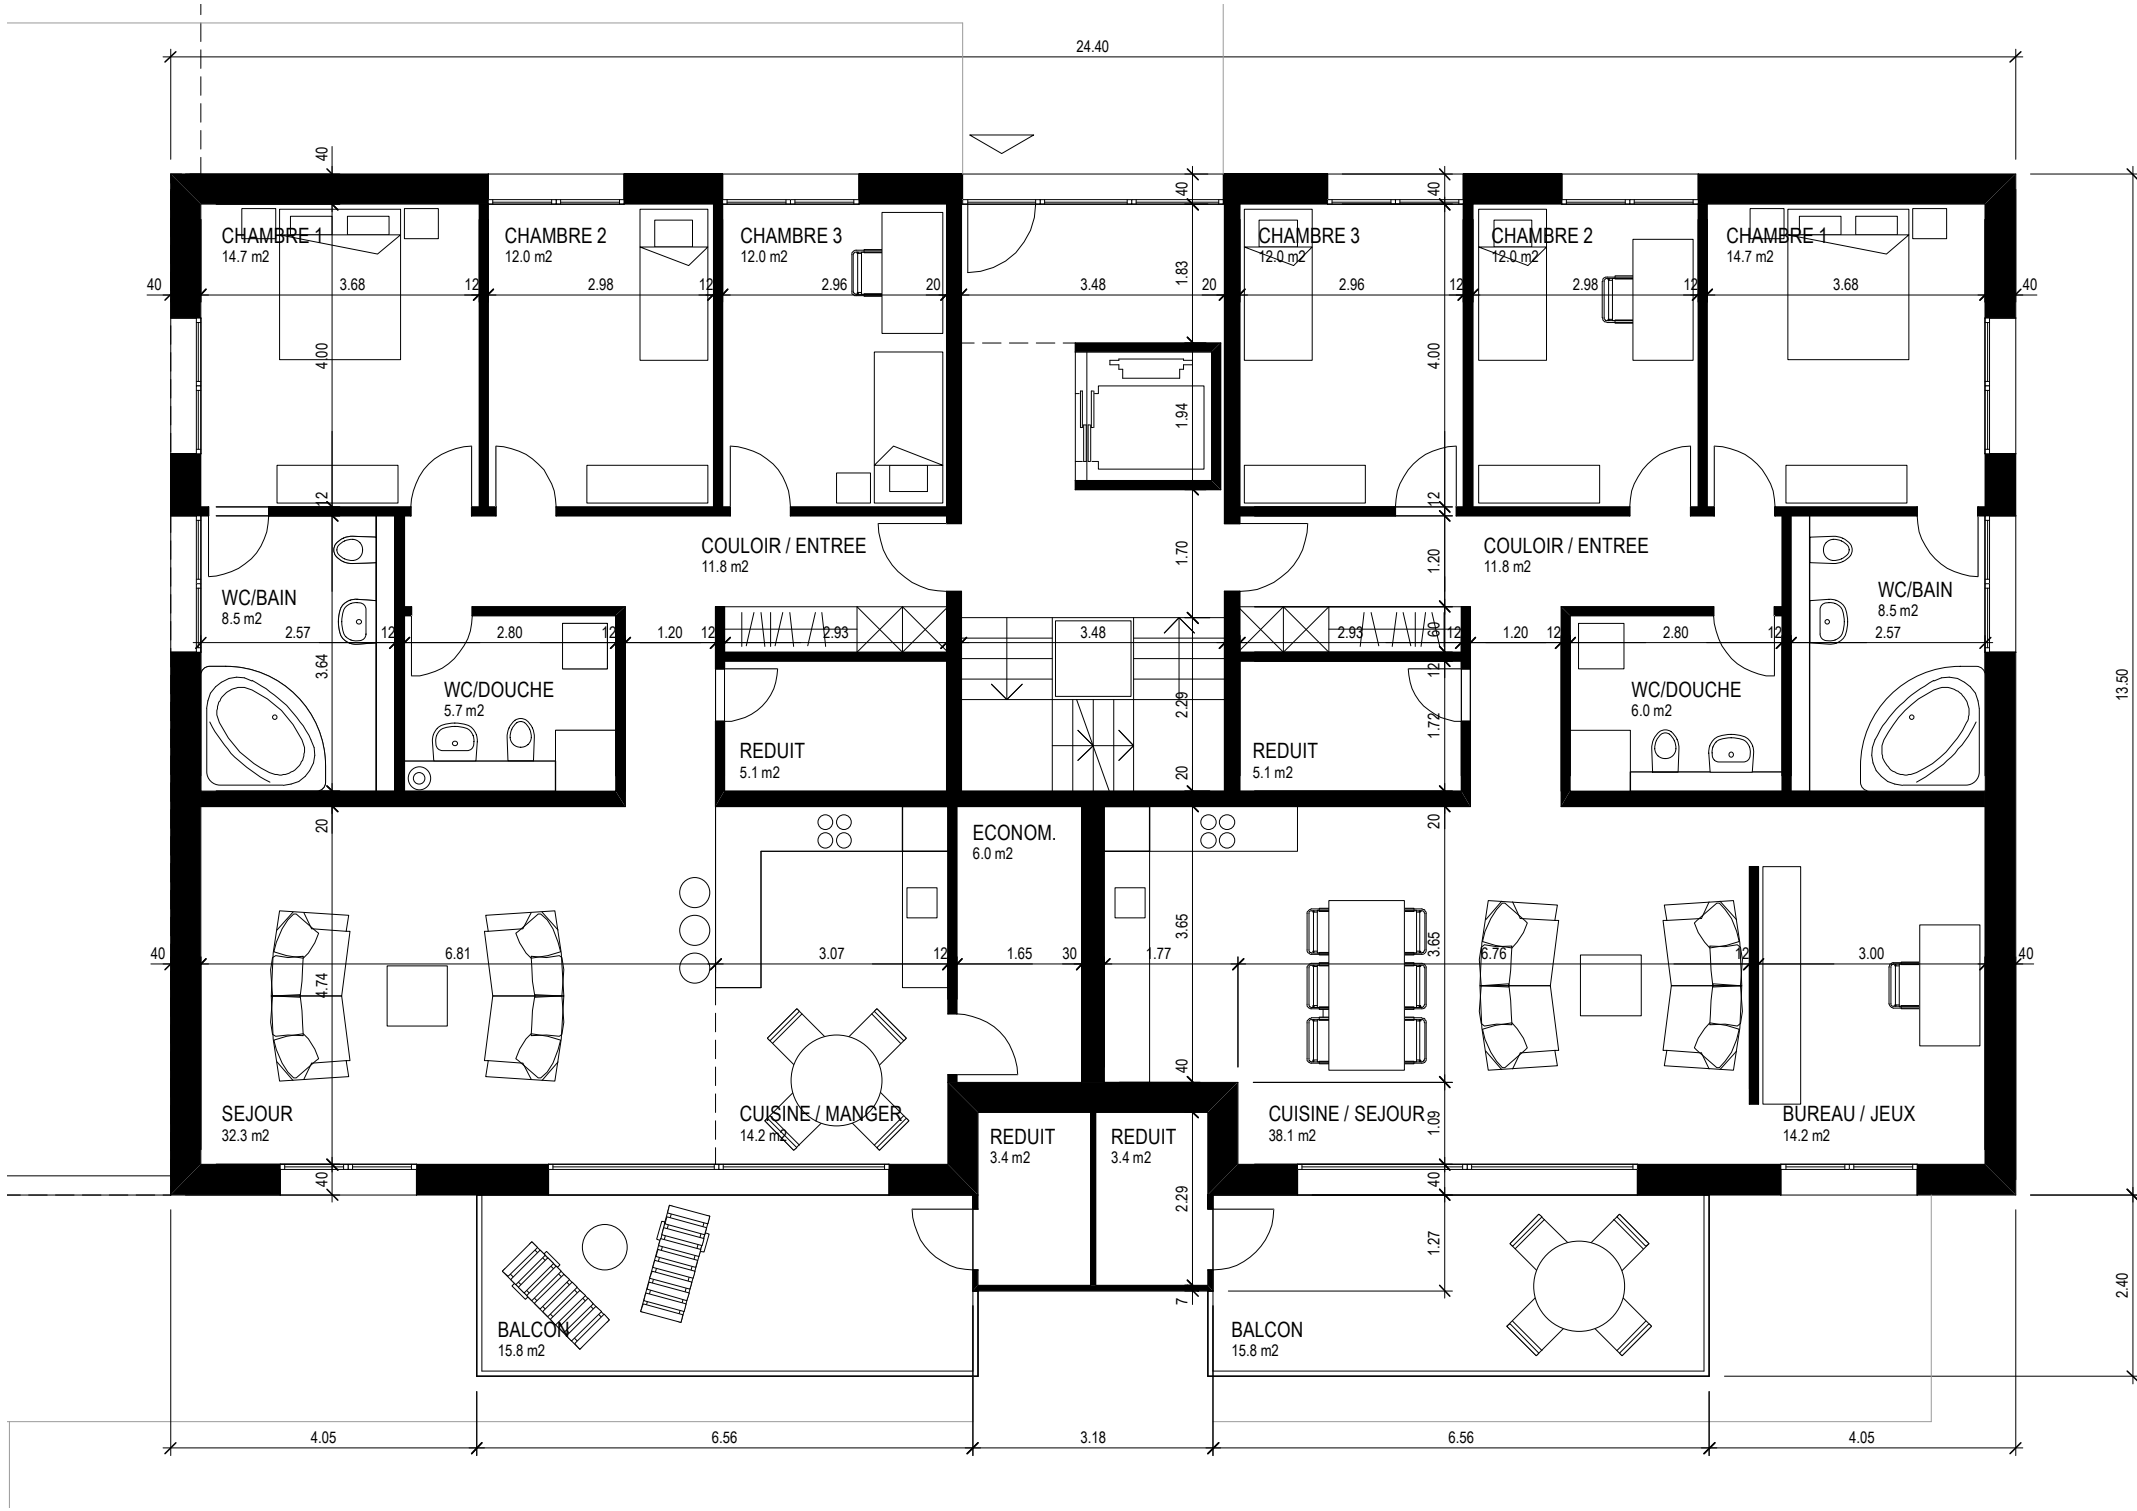 24.40
40
40
40
CHAMBRE 1
14.7 m2
CHAMBRE 2
12.0 m2
CHAMBRE 3
12.0 m2
CHAMBRE 3
12.0 m2
CHAMBRE 2
12.0 m2
CHAMBRE 1
14.7 m2
1.83
40
3.68
12
2.98
12
2.96
20
3.48
20
2.96
12
2.98
12
3.68
40
4.00
4.00
1.94
12
12
COULOIR / ENTREE
11.8 m2
1.70
1.20
COULOIR / ENTREE
11.8 m2
WC/BAIN
8.5 m2
WC/BAIN
8.5 m2
2.57
12
2.80
12
1.20
12
2.93
3.48
2.93
60
12
1.20
12
2.80
12
2.57
3.64
12
13.50
WC/DOUCHE
5.7 m2
2.29
1.72
WC/DOUCHE
6.0 m2
REDUIT
5.1 m2
REDUIT
5.1 m2
20
20
20
ECONOM.
6.0 m2
3.65
3.65
40
6.81
3.07
12
1.65
30
1.77
6.76
12
3.00
40
4.74
40
SEJOUR
32.3 m2
CUISINE / MANGER
14.2 m2
CUISINE / SEJOUR
38.1 m2
1.09
BUREAU / JEUX
14.2 m2
REDUIT
3.4 m2
REDUIT
3.4 m2
40
40
2.29
1.27
7
2.40
BALCON
15.8 m2
BALCON
15.8 m2
4.05
6.56
3.18
6.56
4.05